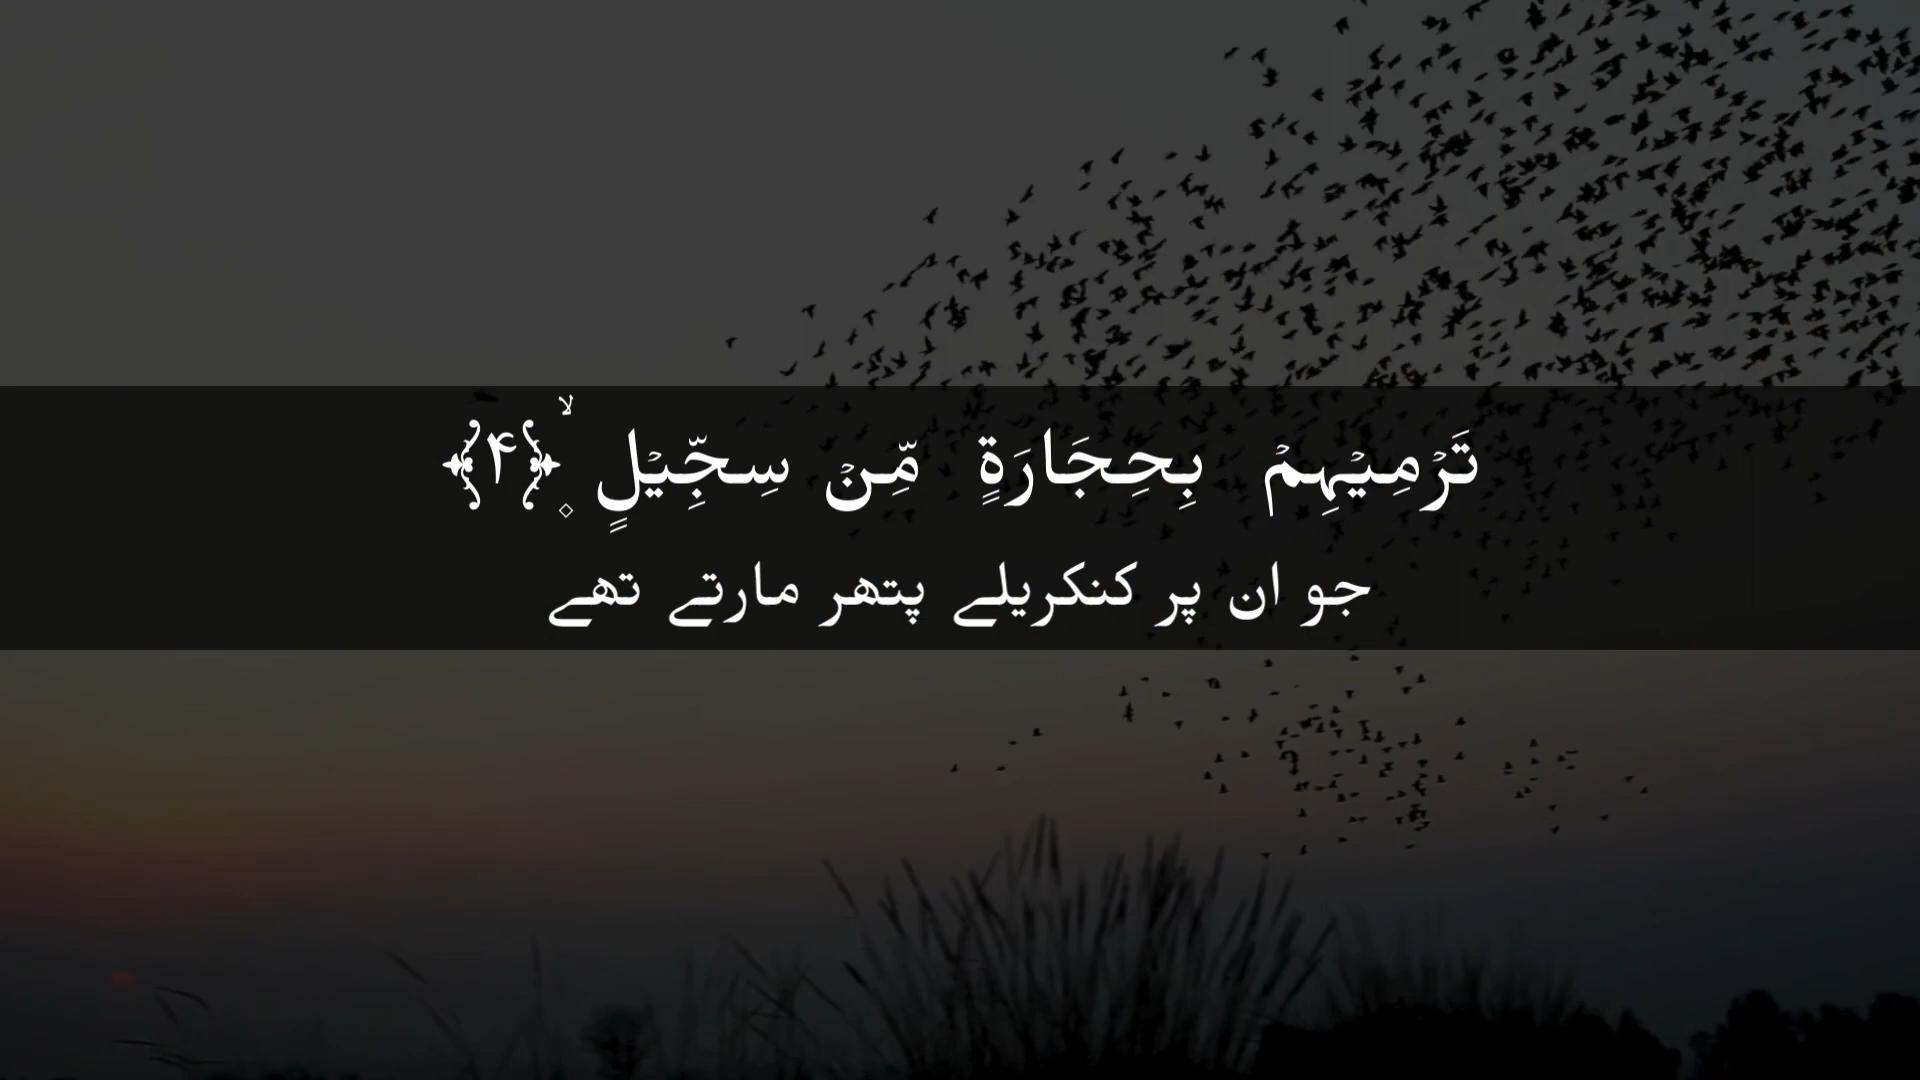 تَرۡمِيۡهِمۡ بِحِجَارَةٍ مِّنۡ سِجِّيۡلٍ ۙ‏ ﴿۴﴾
جو ان پر کنکریلے پتھر مارتے تھے